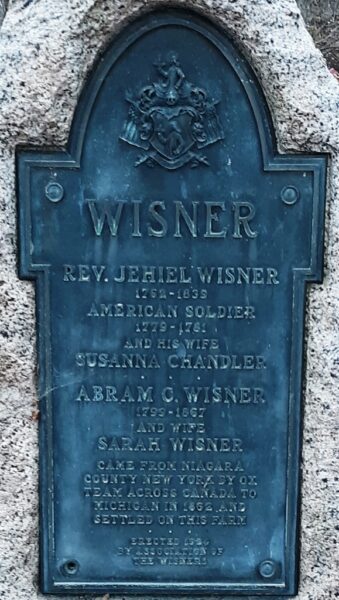 WISNER
REV. JEHIEL WISNER
1762-1839
AMERICAN SOLDIER
1779-1781
AND HIS WIFE
SUSANNA CHANDLER
ABRAM C. WISNER
1799-1867
AND WIFE
SARAH WISNER
CAME FROM NIAGARA
COUNTY NEW YORK BY OX
TEAM ACROSS CANADA TO
MICHIGAN IN AND
SETTLED ON THIS FARM
ERECTED
BY ASSOCIATION OF
THE WISNERS